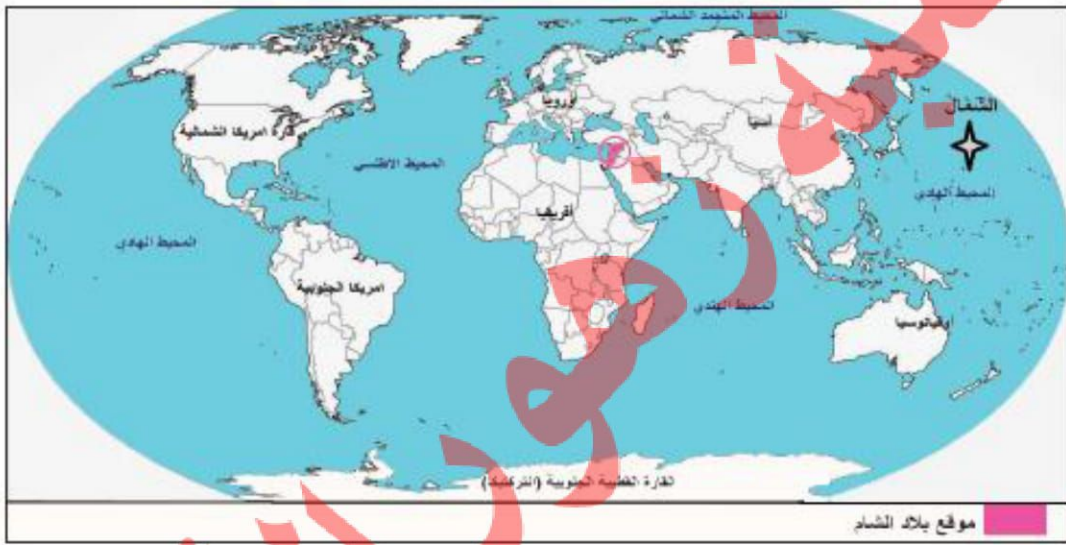 المحيط المنجمد الشمالي
الشمال
أوروبا
آسيا
قارة امريكا الشمالية
المحيط الاطلسي
المحيط الهادي
أفريقيا
المحيط الهادي
امريكا الجنوبية
المحيط الهندي
أوقيانوسيا
القارة القطبية الجنوبية (انتركتيكا)
موقع بلاد الشام